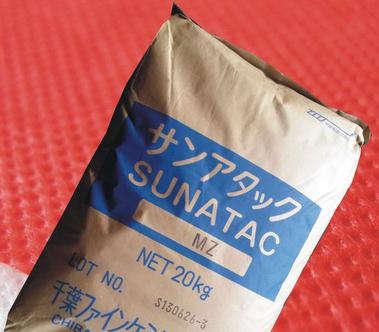 サンアタック
SUNATAC
MZ
NET 20kg
LOT NO. S130626-3
千葉ファインケミ
CHIBA